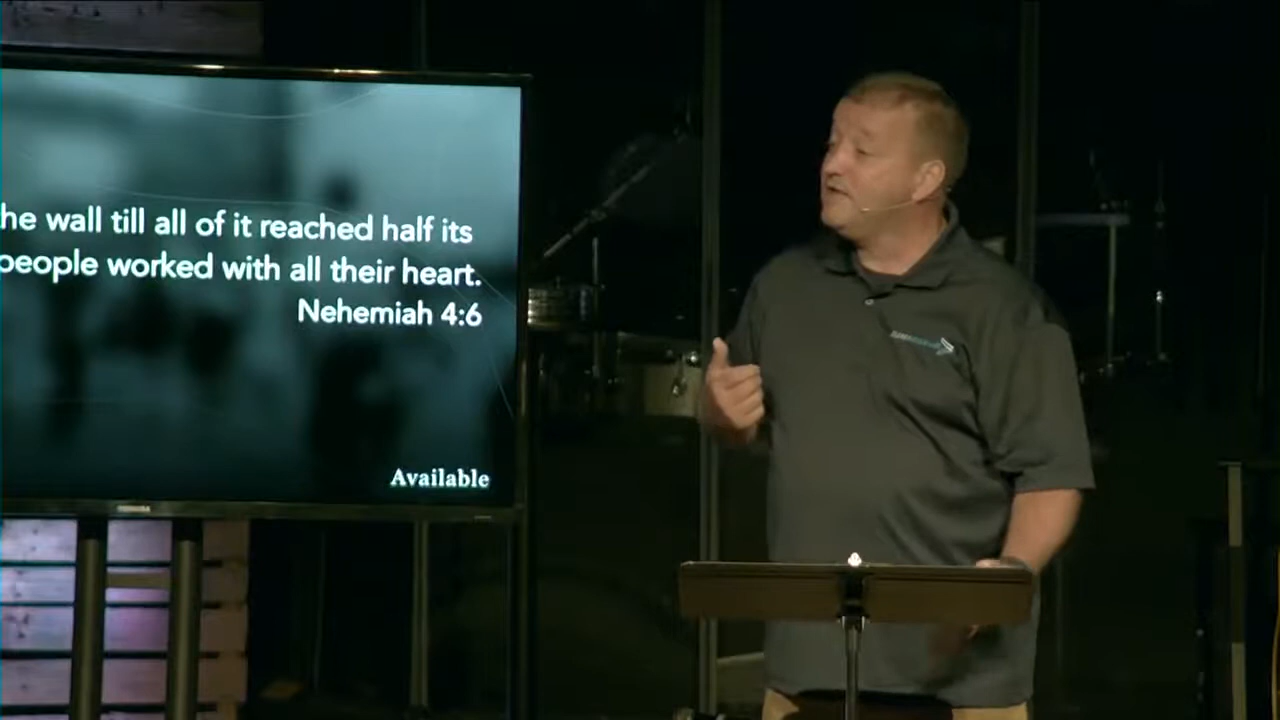 he wall till all of it reached half its
people worked with all their heart.
Nehemiah 4:6
Available
TOSHIBA